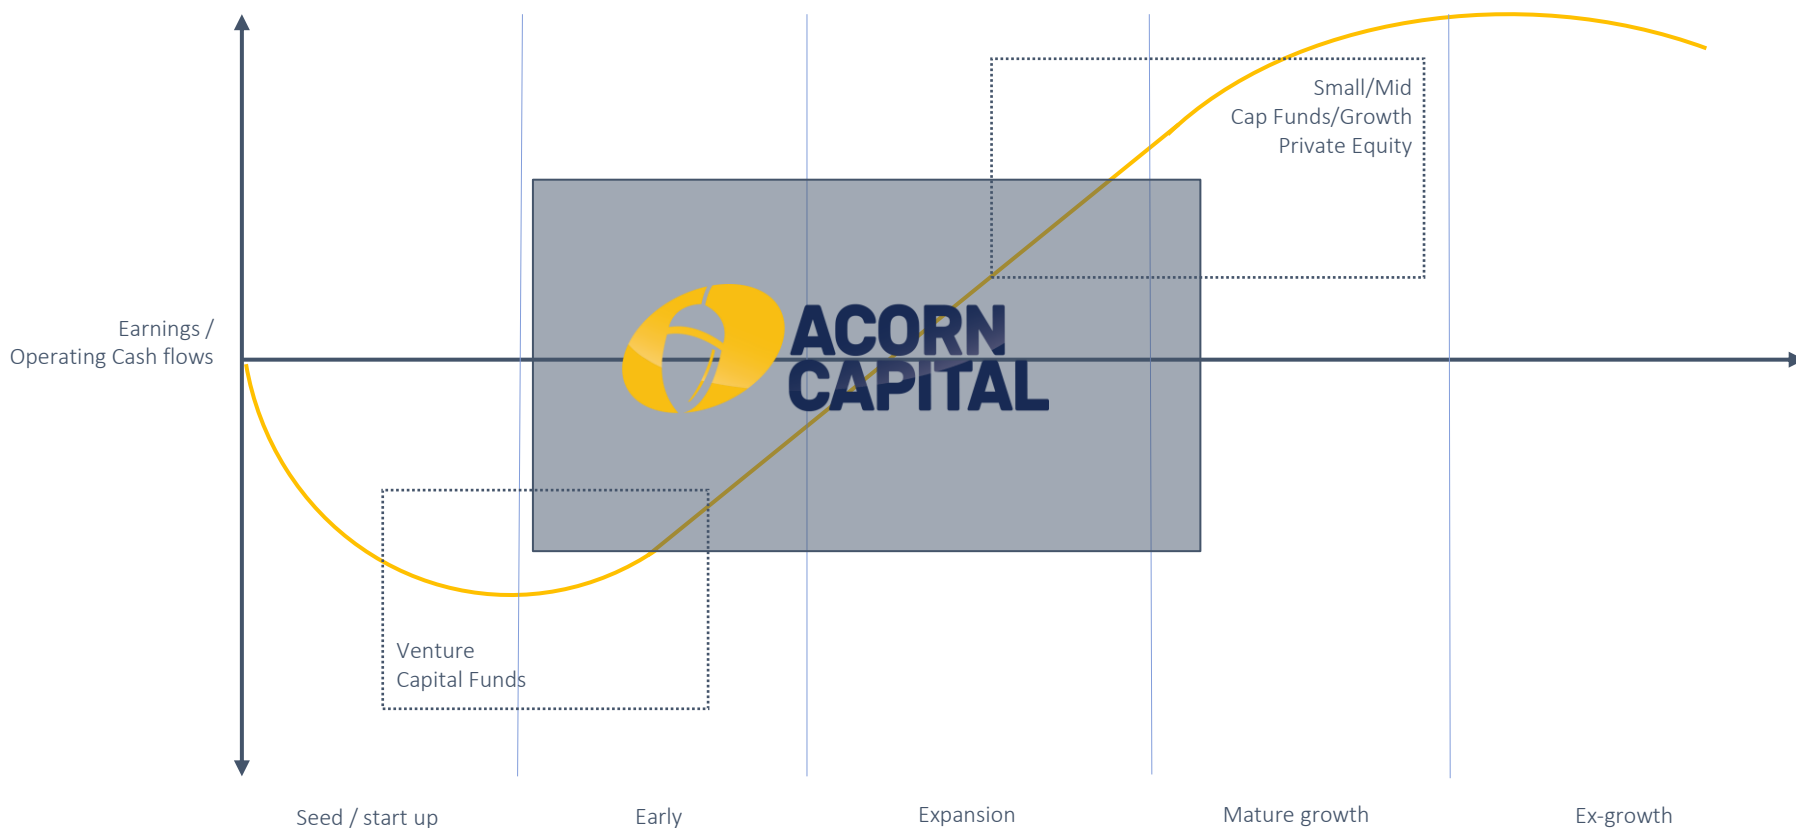 Small/Mid
Cap Funds/Growth
Private Equity
Earnings /
Operating Cash flows
ACORN
CAPITAL
Venture
Capital Funds
Seed / start up
Early
Expansion
Mature growth
Ex-growth